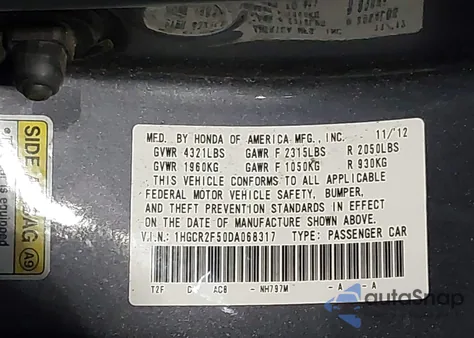 MFD. BY HONDA OF AMERICA MFG., INC. 11/'12
GVWR 4321LBS GAWR F 2315LBS R 2050LBS
GVWR 1960KG GAWR F 1050KG R 930KG
THIS VEHICLE CONFORMS TO ALL APPLICABLE
FEDERAL MOTOR VEHICLE SAFETY, BUMPER,
AND THEFT PREVENTION STANDARDS IN EFFECT
ON THE DATE OF MANUFACTURE SHOWN ABOVE.
V.I.N: 1HGCR2F50DA068317 TYPE: PASSENGER CAR
T2F AC8 - NH797M - A - A
SIDE
A9
autoSnap